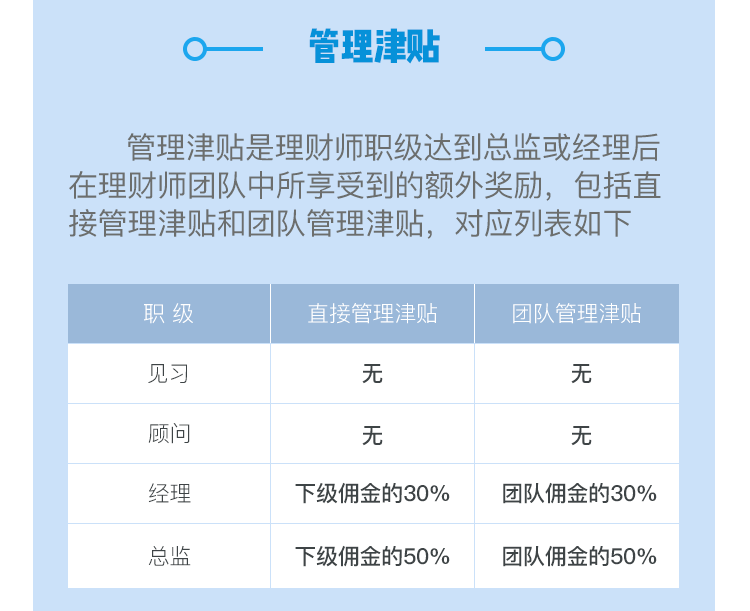 管理津贴
管理津贴是理财师职级达到总监或经理后
在理财师团队中所享受到的额外奖励，包括直
接管理津贴和团队管理津贴，对应列表如下
职 级 直接管理津贴 团队管理津贴
见习 无 无
顾问 无 无
经理 下级佣金的30% 团队佣金的30%
总监 下级佣金的50% 团队佣金的50%